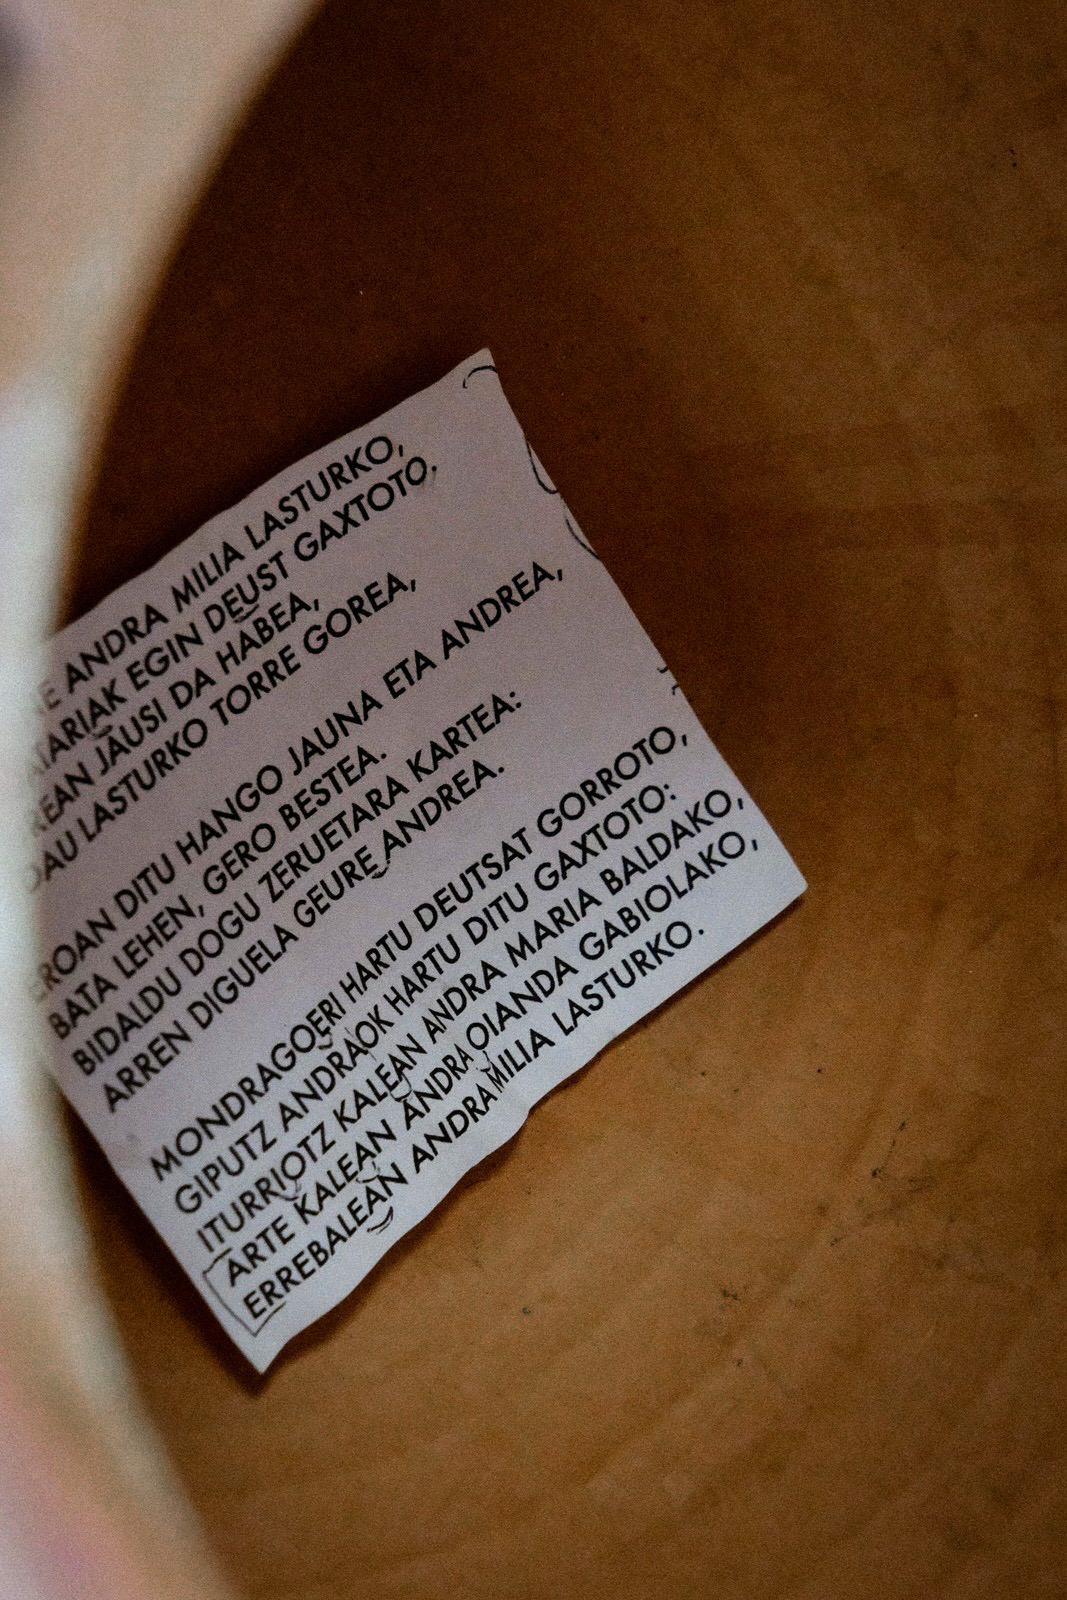 ANDRA MILIA LASTURKO,
EGIN DEUST GAXTOTO.
JAUSI DA HABEA,
LASTURKO TORRE GOREA,
EROAN DITU HANGO JAUNA ETA ANDREA,
BATA LEHEN, GERO BESTEA.
BIDALDU DOGU ZERUETARA KARTEA:
ARREN DIGUELA GEURE ANDREA.
MONDRAGOERI HARTU DEUTSAT GORROTO,
GIPUTZ ANDRAOK HARTU DITU GAXTOTO:
ITURRIOTZ KALEAN ANDRA MARIA BALDAKO,
ARTE KALEAN ANDRA OIANDA GABIOLAKO,
ERREBALEAN ANDRA MILIA LASTURKO.